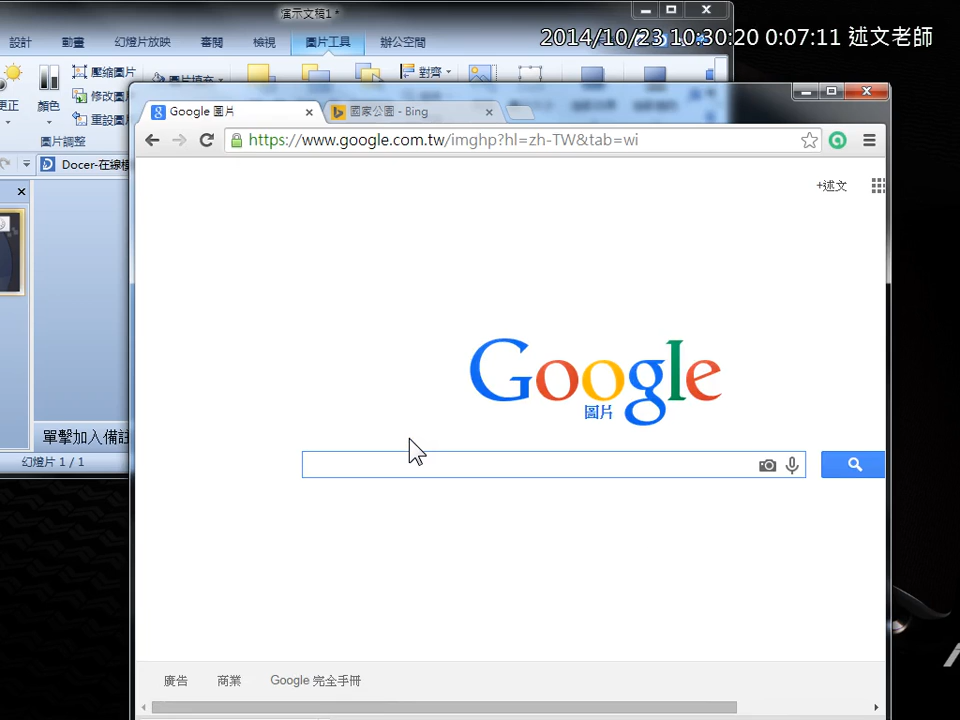 演示文稿1*
2014/10/23 10:30:20 0:07:11 述文老師
設計 動畫 幻燈片放映 審閱 檢視 圖片工具 辦公空間
壓縮圖片
圖片填充
對齊
更正 顏色
修改圖
重設圖
圖片調整
Docer-在線模
Google 圖片
國家公園 - Bing
https://www.google.com.tw/imghp?hl=zh-TW&tab=wi
+述文
Google
圖片
單擊加入備註
幻燈片 1 / 1
廣告 商業 Google 完全手冊